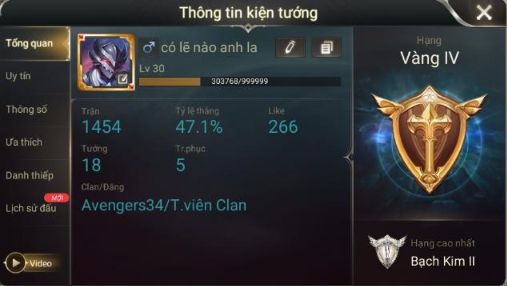 Thông tin kiện tướng
Tổng quan
Uy tín
Thông số
Ưa thích
Danh thiếp
Lịch sử đấu
MỚI
Video
có lẽ nào anh la
Lv 30
303768/999999
Trận
Tỷ lệ thắng
Like
1454
47.1%
266
Tướng
Tr.phục
18
5
Clan/Đảng
Avengers34/T.viên Clan
Hạng
Vàng IV
Hạng cao nhất
Bạch Kim II